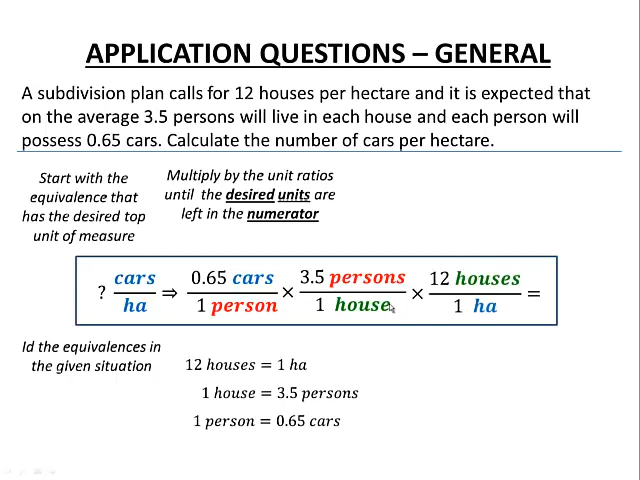 APPLICATION QUESTIONS – GENERAL
A subdivision plan calls for 12 houses per hectare and it is expected that
on the average 3.5 persons will live in each house and each person will
possess 0.65 cars. Calculate the number of cars per hectare.
Start with the
equivalence that
has the desired top
unit of measure
Multiply by the unit ratios
until the desired units are
left in the numerator
? cars/ha ⇒ 0.65 cars/1 person × 3.5 persons/1 house × 12 houses/1 ha =
Id the equivalences in
the given situation
12 houses = 1 ha
1 house = 3.5 persons
1 person = 0.65 cars